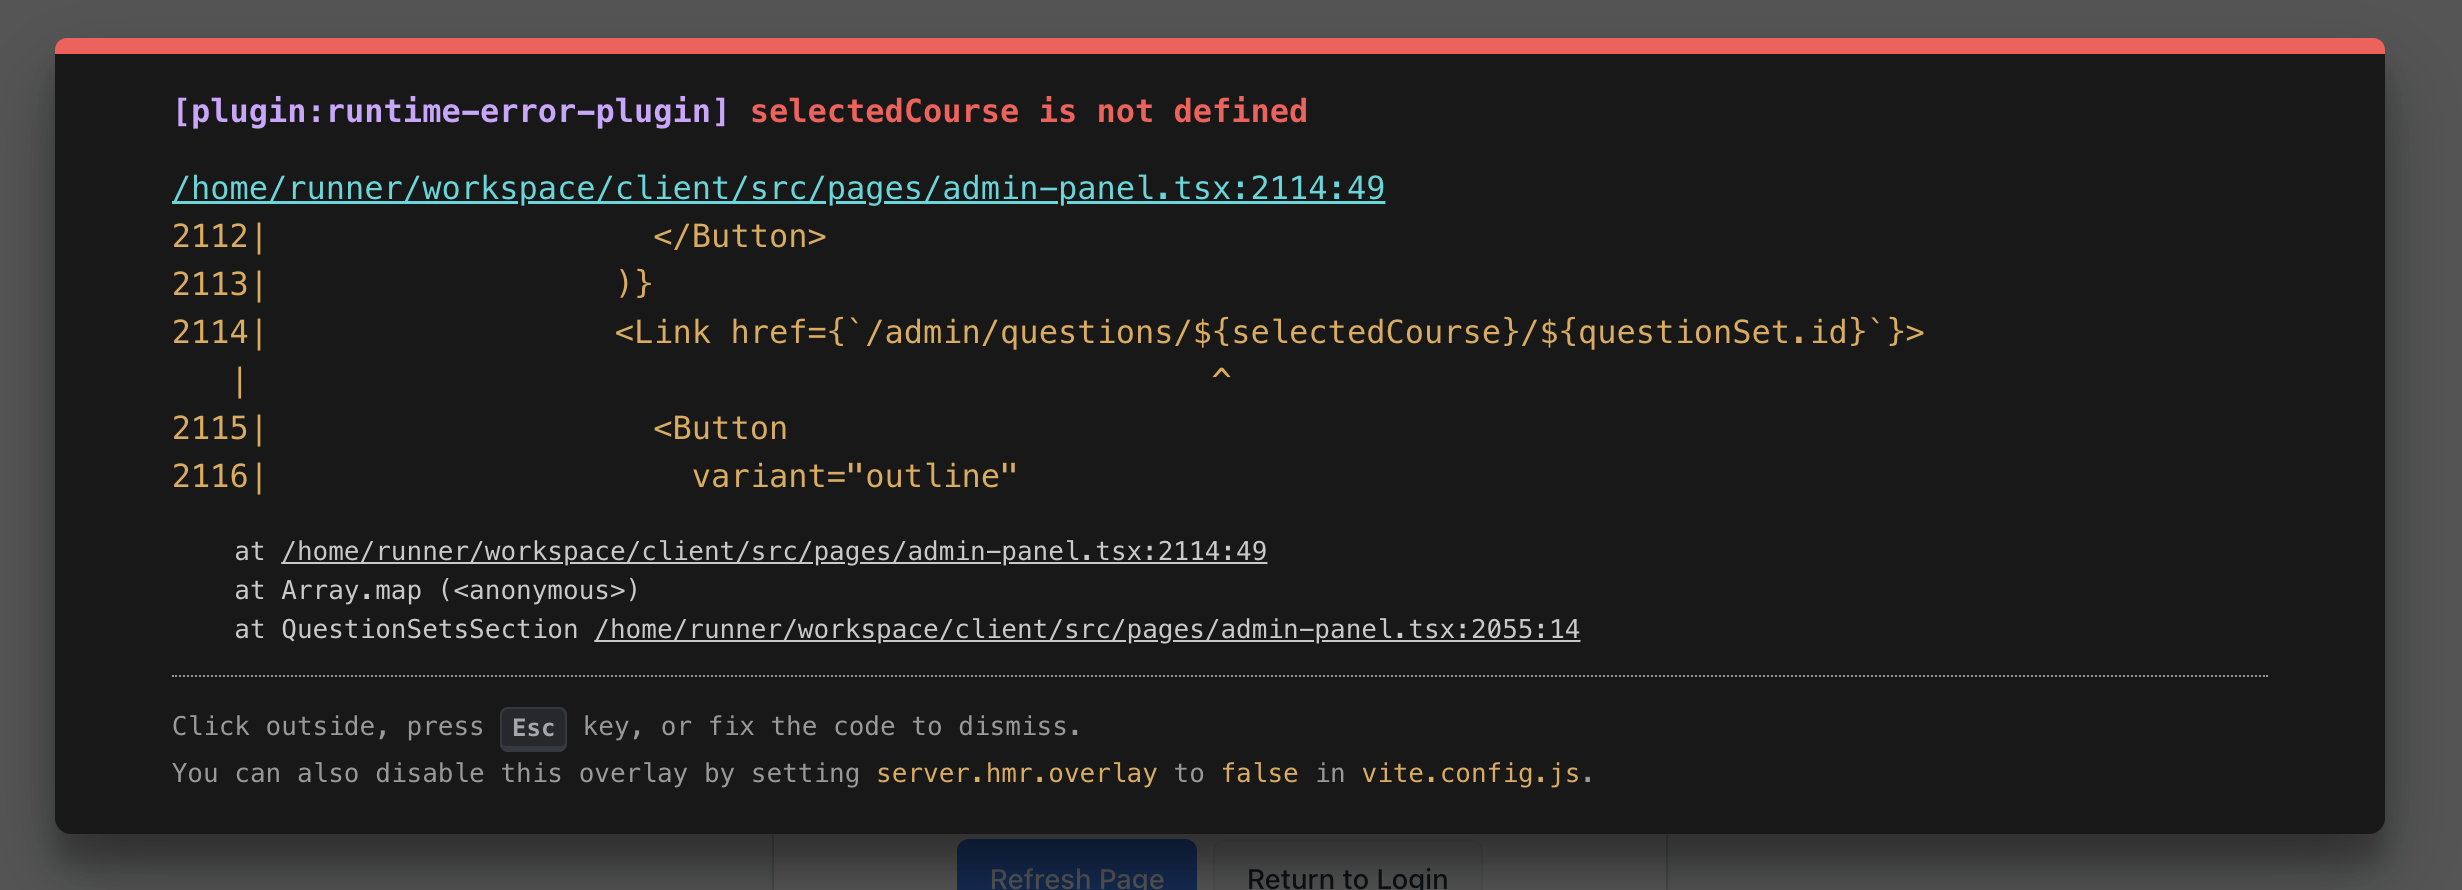 [plugin:runtime-error-plugin] selectedCourse is not defined
/home/runner/workspace/client/src/pages/admin-panel.tsx:2114:49
2112|                    </Button>
2113|                  )}
2114|                  <Link href={`/admin/questions/${selectedCourse}/${questionSet.id}`}>
   |                                                  ^
2115|                    <Button
2116|                      variant="outline"
at /home/runner/workspace/client/src/pages/admin-panel.tsx:2114:49
at Array.map (<anonymous>)
at QuestionSetsSection /home/runner/workspace/client/src/pages/admin-panel.tsx:2055:14
Click outside, press Esc key, or fix the code to dismiss.
You can also disable this overlay by setting server.hmr.overlay to false in vite.config.js.
Refresh Page Return to Login